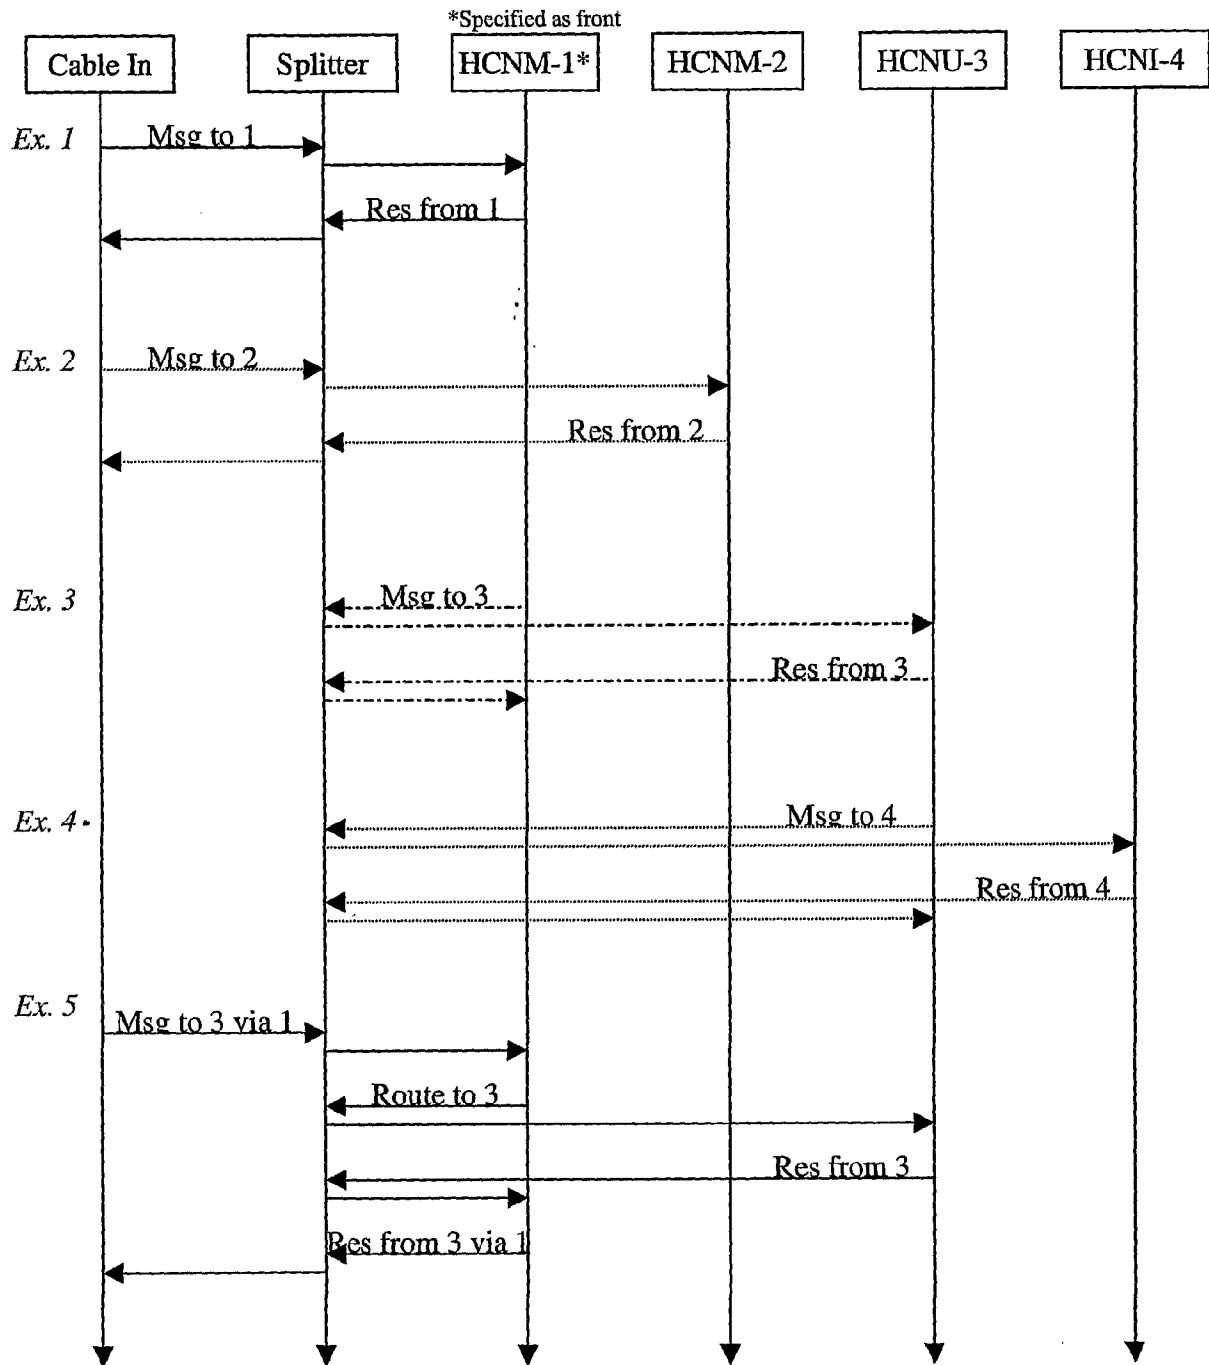 *Specified as front
Cable In
Splitter
HCNM-1*
HCNM-2
HCNU-3
HCNI-4
Ex. 1
Msg to 1
Res from 1
Ex. 2
Msg to 2
Res from 2
Ex. 3
Msg to 3
Res from 3
Ex. 4
Msg to 4
Res from 4
Ex. 5
Msg to 3 via 1
Route to 3
Res from 3
Res from 3 via 1